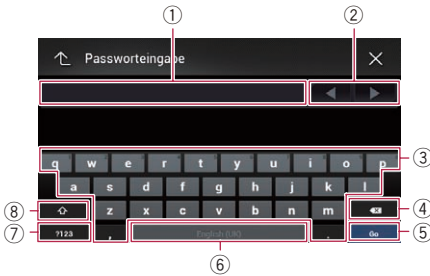 ① ②
Passworteingabe
q w e r t y u i o p ③
a s d f g h j k l
⑧ z x c v b n m ④
⑦ ?123 , English (UK) . Go ⑤
⑥